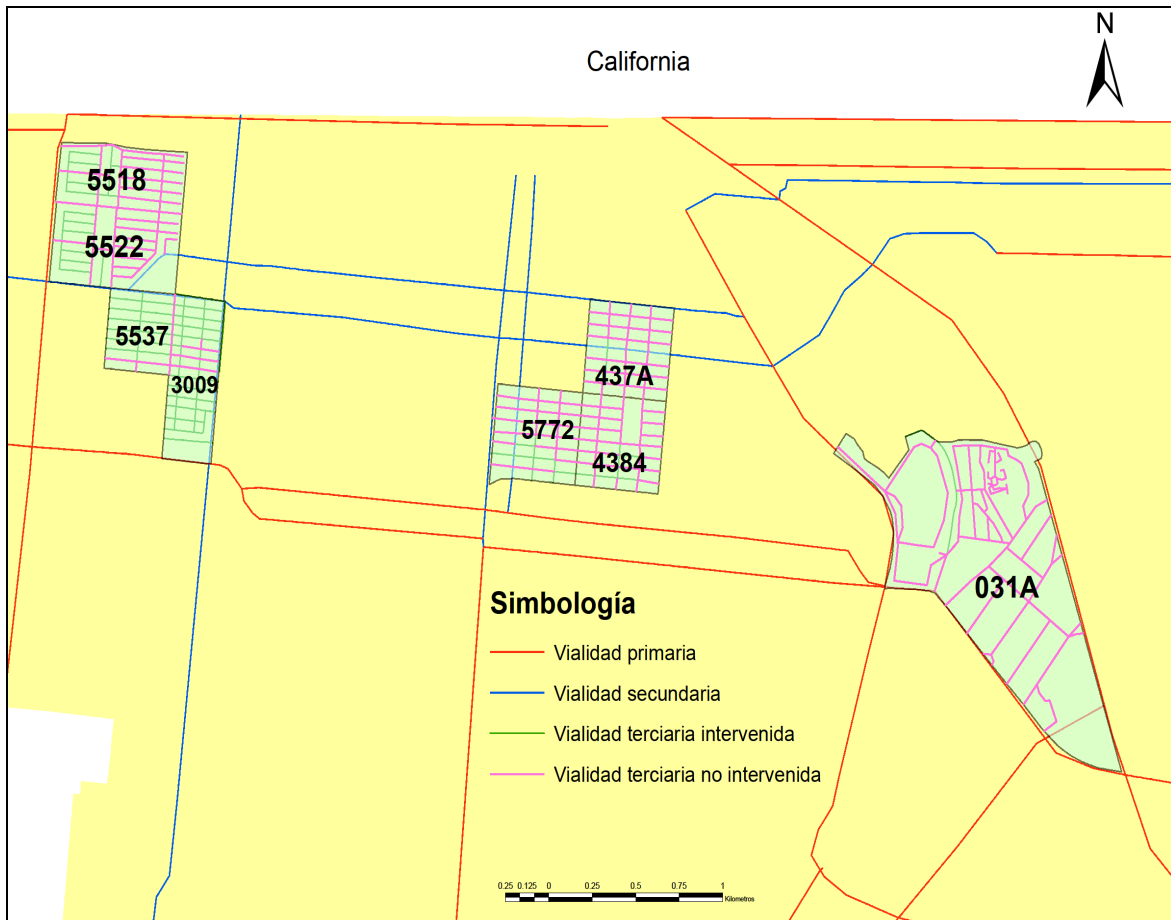 N
California
5518
5522
5537
3009
437A
5772
4384
031A
Simbología
Vialidad primaria
Vialidad secundaria
Vialidad terciaria intervenida
Vialidad terciaria no intervenida
0.25 0.125 0 0.25 0.5 0.75 1
Kilometros